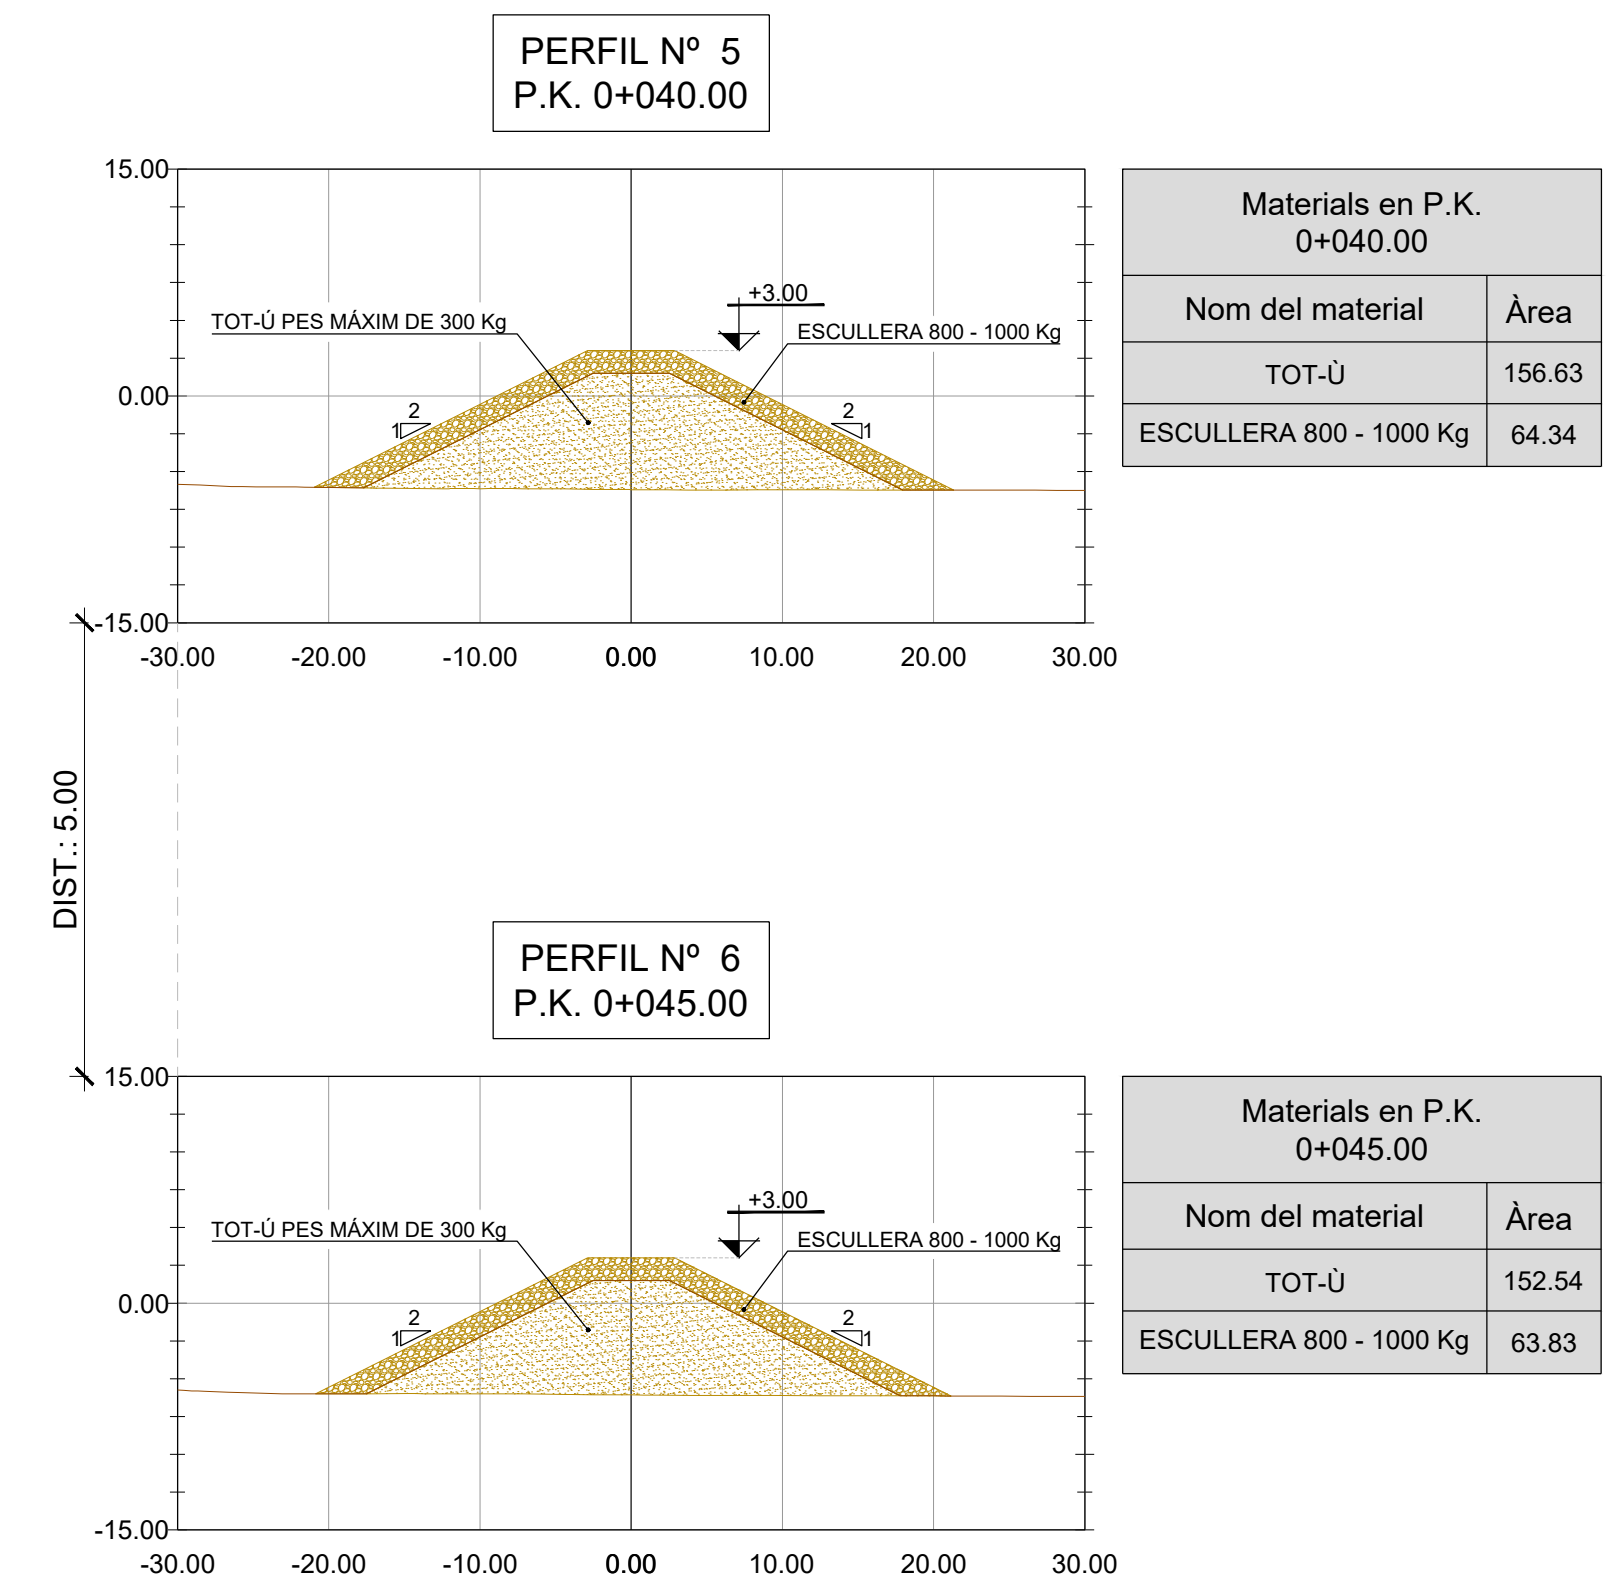 PERFIL Nº 5
P.K. 0+040.00
15.00
0.00
-15.00
-30.00 -20.00 -10.00 0.00 10.00 20.00 30.00
TOT-Ú PES MÁXIM DE 300 Kg
+3.00
ESCULLERA 800 - 1000 Kg
2
1
2
1
Materials en P.K.
0+040.00
Nom del material Àrea
TOT-Ù 156.63
ESCULLERA 800 - 1000 Kg 64.34
DIST.: 5.00
PERFIL Nº 6
P.K. 0+045.00
15.00
0.00
-15.00
-30.00 -20.00 -10.00 0.00 10.00 20.00 30.00
TOT-Ú PES MÁXIM DE 300 Kg
+3.00
ESCULLERA 800 - 1000 Kg
2
1
2
1
Materials en P.K.
0+045.00
Nom del material Àrea
TOT-Ù 152.54
ESCULLERA 800 - 1000 Kg 63.83